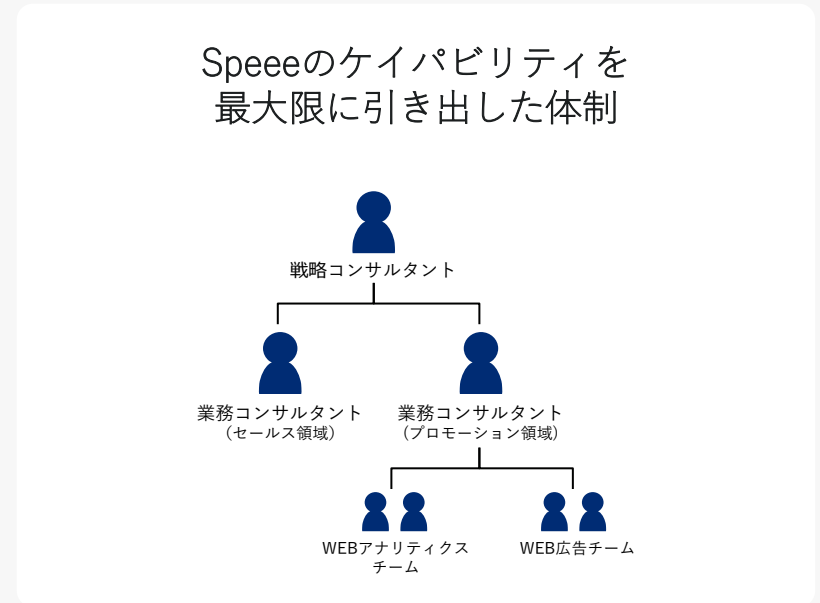 Speeeのケイパビリティを
最大限に引き出した体制
戦略コンサルタント
業務コンサルタント
（セールス領域）
業務コンサルタント
（プロモーション領域）
WEBアナリティクス
チーム
WEB広告チーム